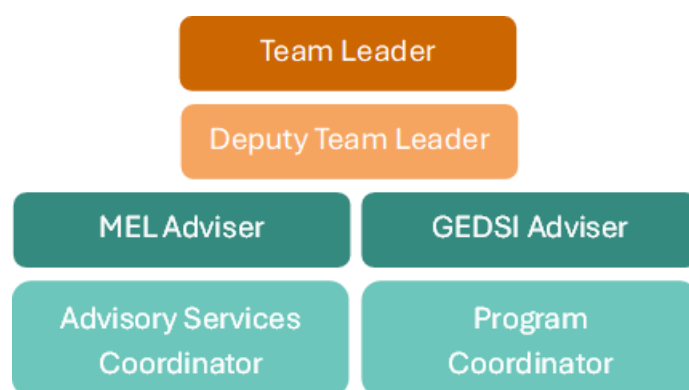 Team Leader
Deputy Team Leader
MEL Adviser
GEDSI Adviser
Advisory Services
Coordinator
Program
Coordinator